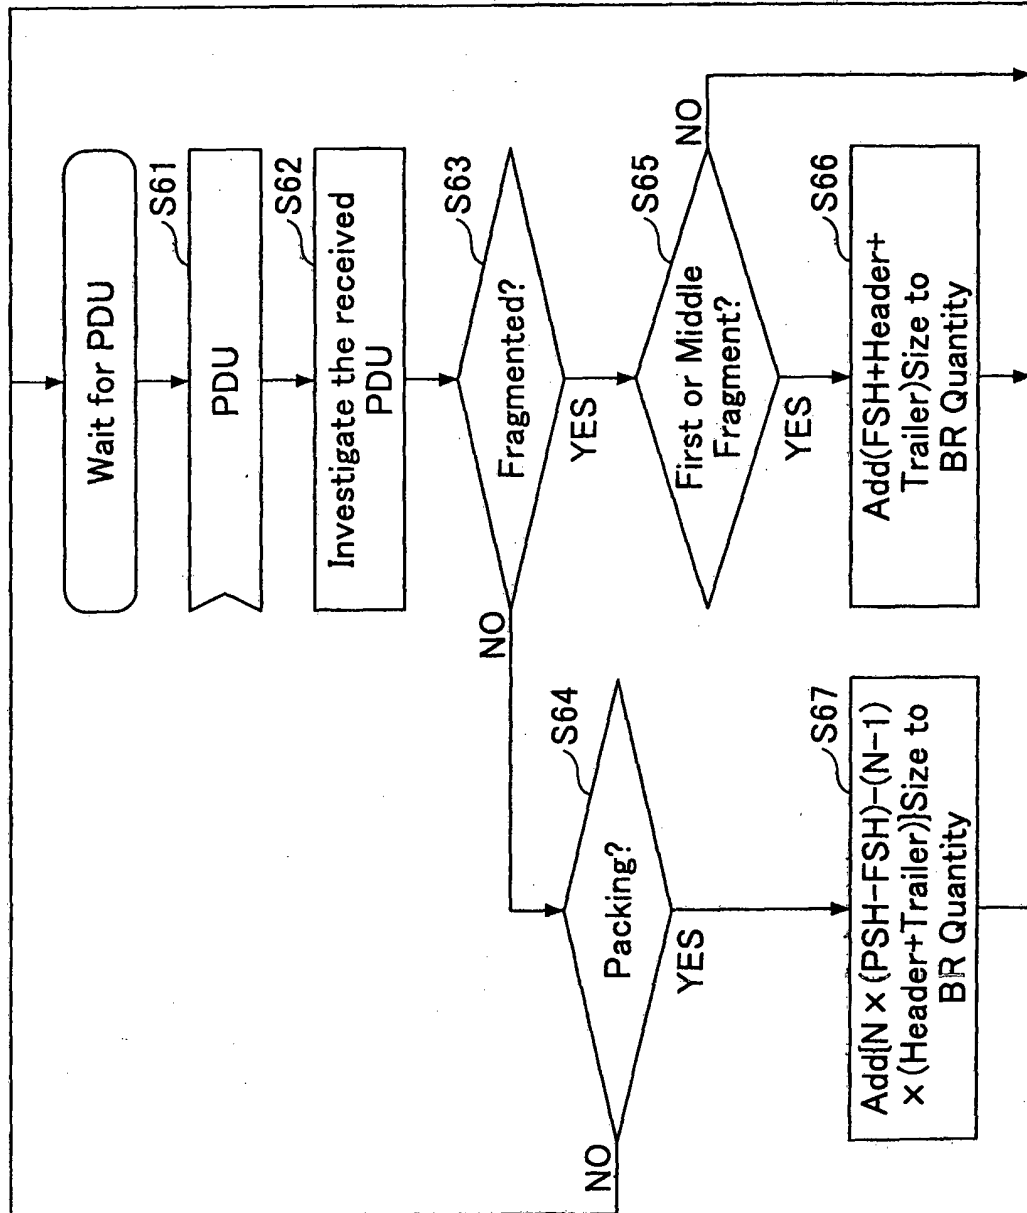 Wait for PDU
S61
PDU
S62
Investigate the received
PDU
S63
Fragmented?
NO
YES
S64
Packing?
NO
YES
S65
First or Middle
Fragment?
NO
YES
S66
Add(FSH+Header+
Trailer)Size to
BR Quantity
S67
Add{N×(PSH-FSH)-(N-1)
×(Header+Trailer)}Size to
BR Quantity